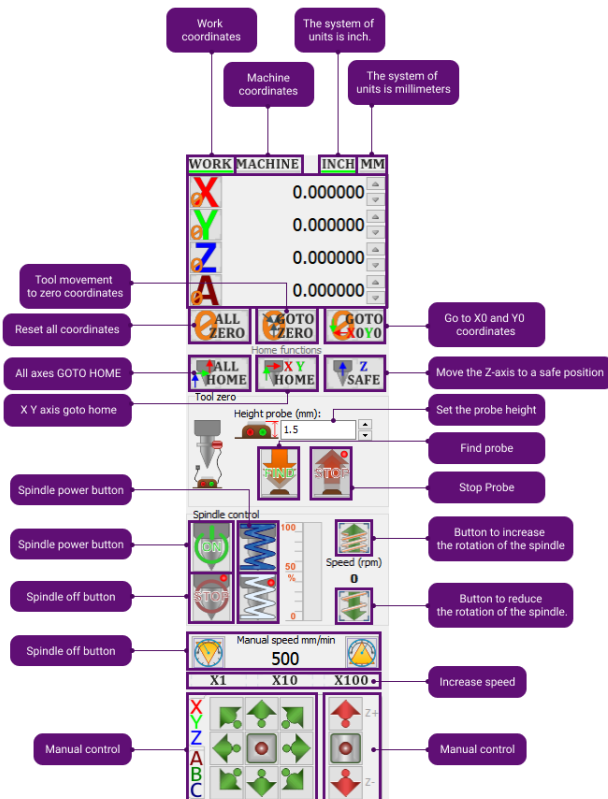 Work
coordinates
The system of
units is inch.
Machine
coordinates
The system of
units is millimeters
WORK MACHINE INCH MM
X 0.000000
Y 0.000000
Z 0.000000
A 0.000000
Tool movement
to zero coordinates
Reset all coordinates
0 ALL ZERO
GOTO ZERO
GOTO X0Y0
Go to X0 and Y0
coordinates
Home functions
All axes GOTO HOME
ALL HOME
X Y HOME
Z SAFE
Move the Z-axis to a safe position
X Y axis goto home
Tool zero
Height probe (mm):
1.5
Set the probe height
FIND
STOP
Find probe
Stop Probe
Spindle power button
Spindle control
Spindle power button
ON
100
50
%
0
Speed (rpm)
0
Button to increase
the rotation of the spindle
Spindle off button
STOP
Button to reduce
the rotation of the spindle.
Spindle off button
Manual speed mm/min
500
X1 X10 X100
Increase speed
Manual control
X
Y
Z
A
B
C
Z+
Z-
Manual control